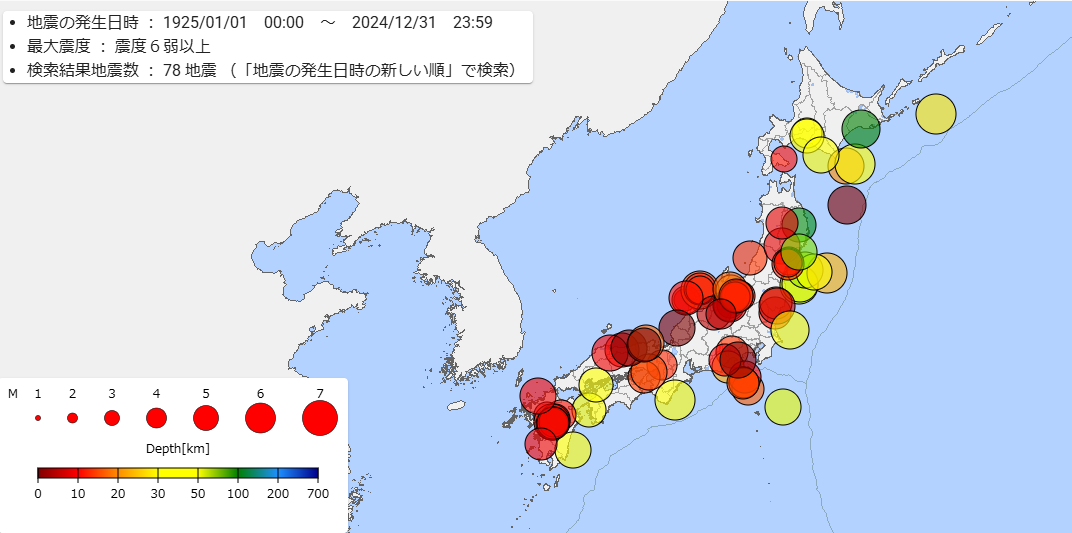 • 地震の発生日時 ： 1925/01/01　00:00　～　2024/12/31　23:59
• 最大震度 ： 震度６弱以上
• 検索結果地震数 ： 78 地震 （「地震の発生日時の新しい順」で検索）
M 1 2 3 4 5 6 7
Depth[km]
0 10 20 30 50 100 200 700